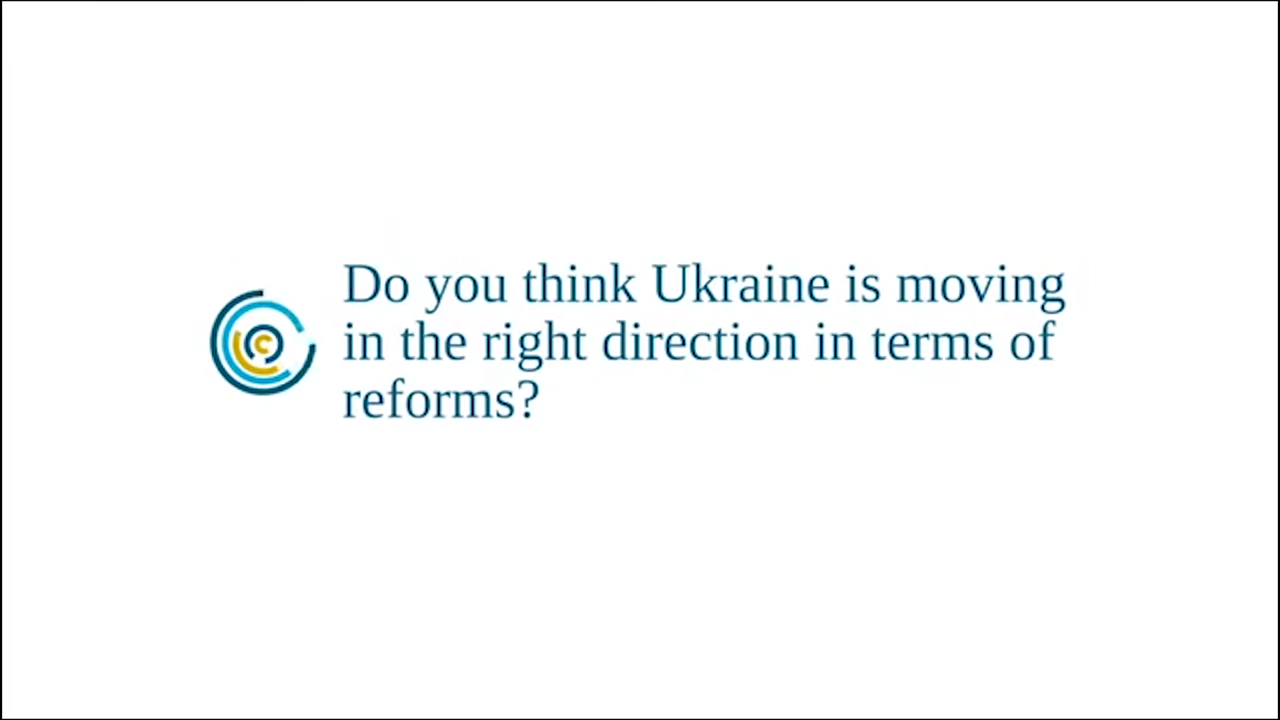 Do you think Ukraine is moving
in the right direction in terms of
reforms?